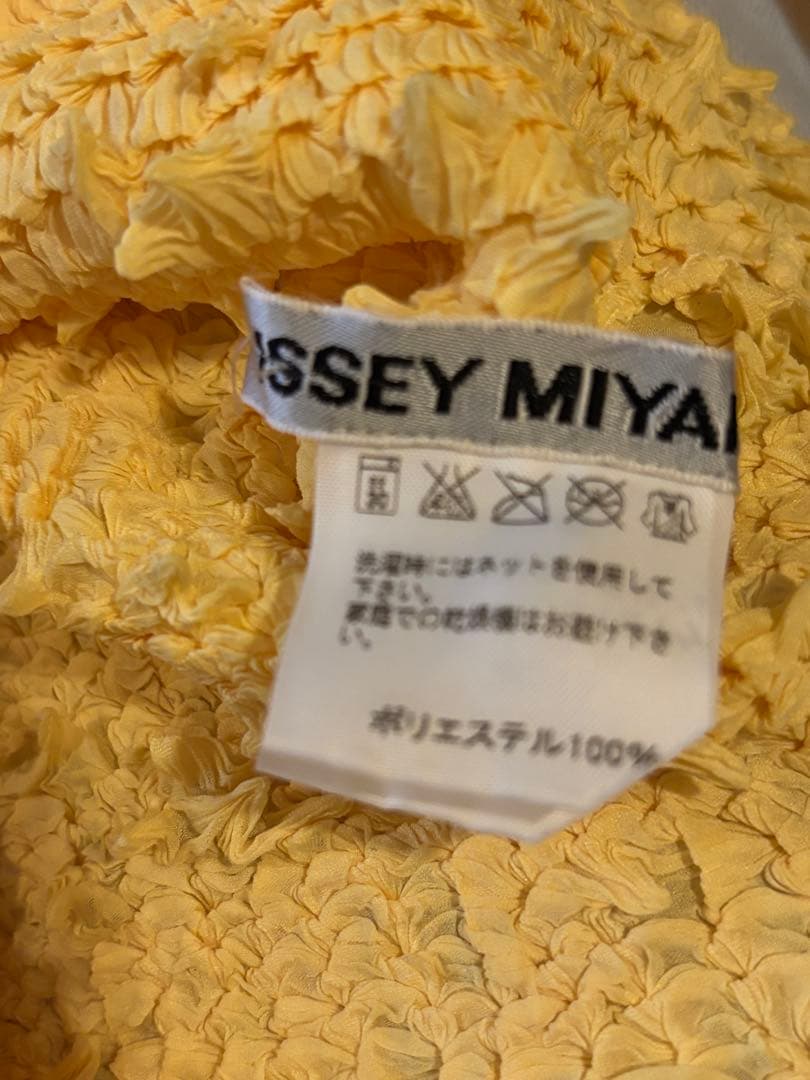 ISSEY MIYA
洗濯時にはネットを使用して
下さい。
家庭での乾燥機はお避け下さ
い。
ポリエステル100%